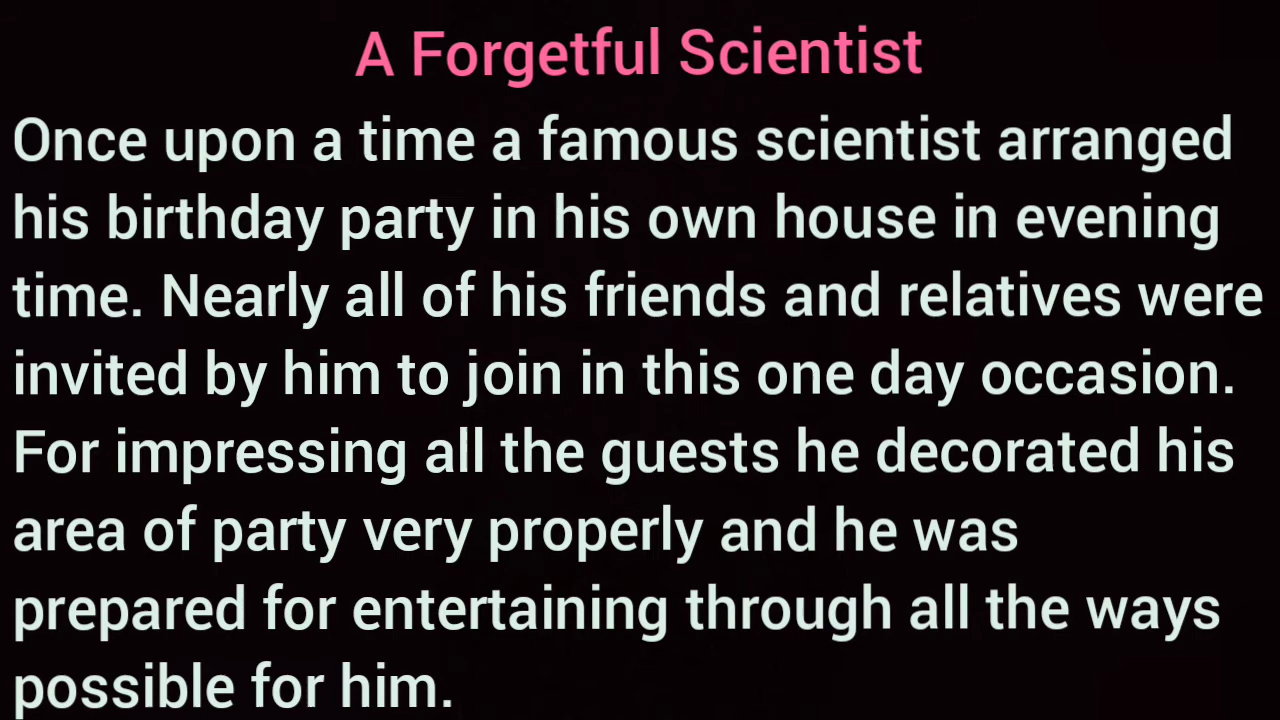 A Forgetful Scientist
Once upon a time a famous scientist arranged
his birthday party in his own house in evening
time. Nearly all of his friends and relatives were
invited by him to join in this one day occasion.
For impressing all the guests he decorated his
area of party very properly and he was
prepared for entertaining through all the ways
possible for him.